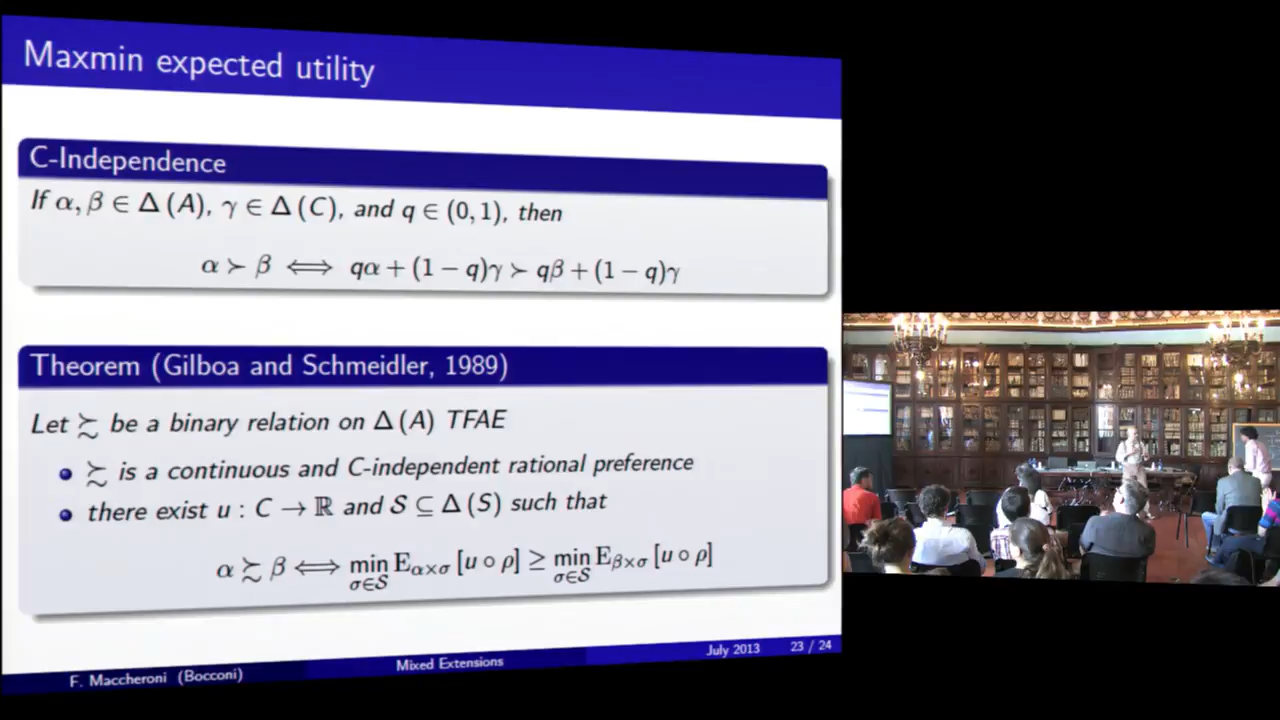 Maxmin expected utility
C-Independence
If α, β ∈ Δ (A), γ ∈ Δ (C), and q ∈ (0, 1), then
α ≻ β ⟺ qα + (1 − q)γ ≻ qβ + (1 − q)γ
Theorem (Gilboa and Schmeidler, 1989)
Let ≿ be a binary relation on Δ (A) TFAE
≿ is a continuous and C-independent rational preference
there exist u : C → ℝ and 𝒮 ⊆ Δ (S) such that
α ≿ β ⟺ min_{σ∈𝒮} E_{α×σ} [u ∘ ρ] ≥ min_{σ∈𝒮} E_{β×σ} [u ∘ ρ]
F. Maccheroni (Bocconi) Mixed Extensions July 2013 23 / 24